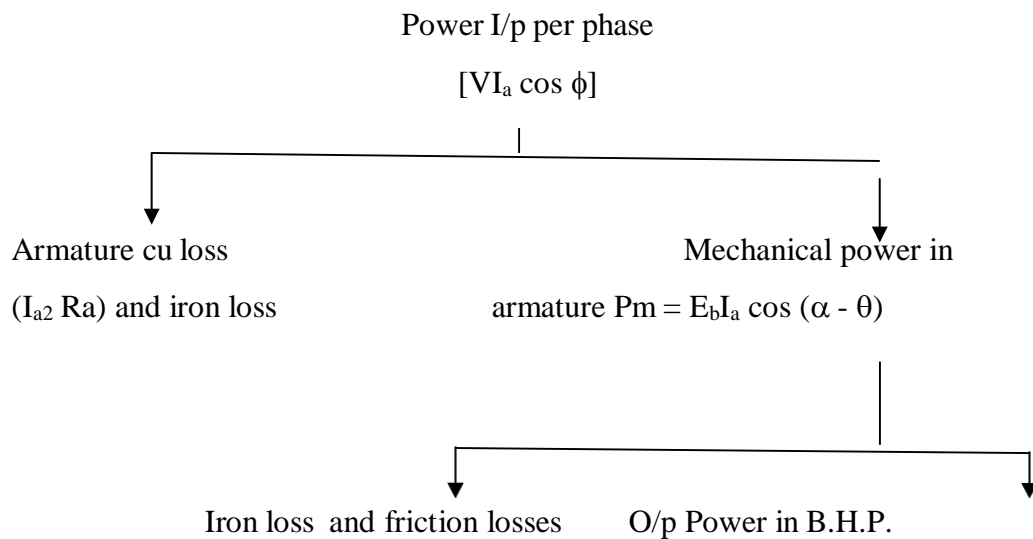 Power I/p per phase
[VIₐ cos ϕ]
Armature cu loss
(Iₐ₂ Ra) and iron loss
Mechanical power in
armature Pm = E_bIₐ cos (α - θ)
Iron loss and friction losses
O/p Power in B.H.P.